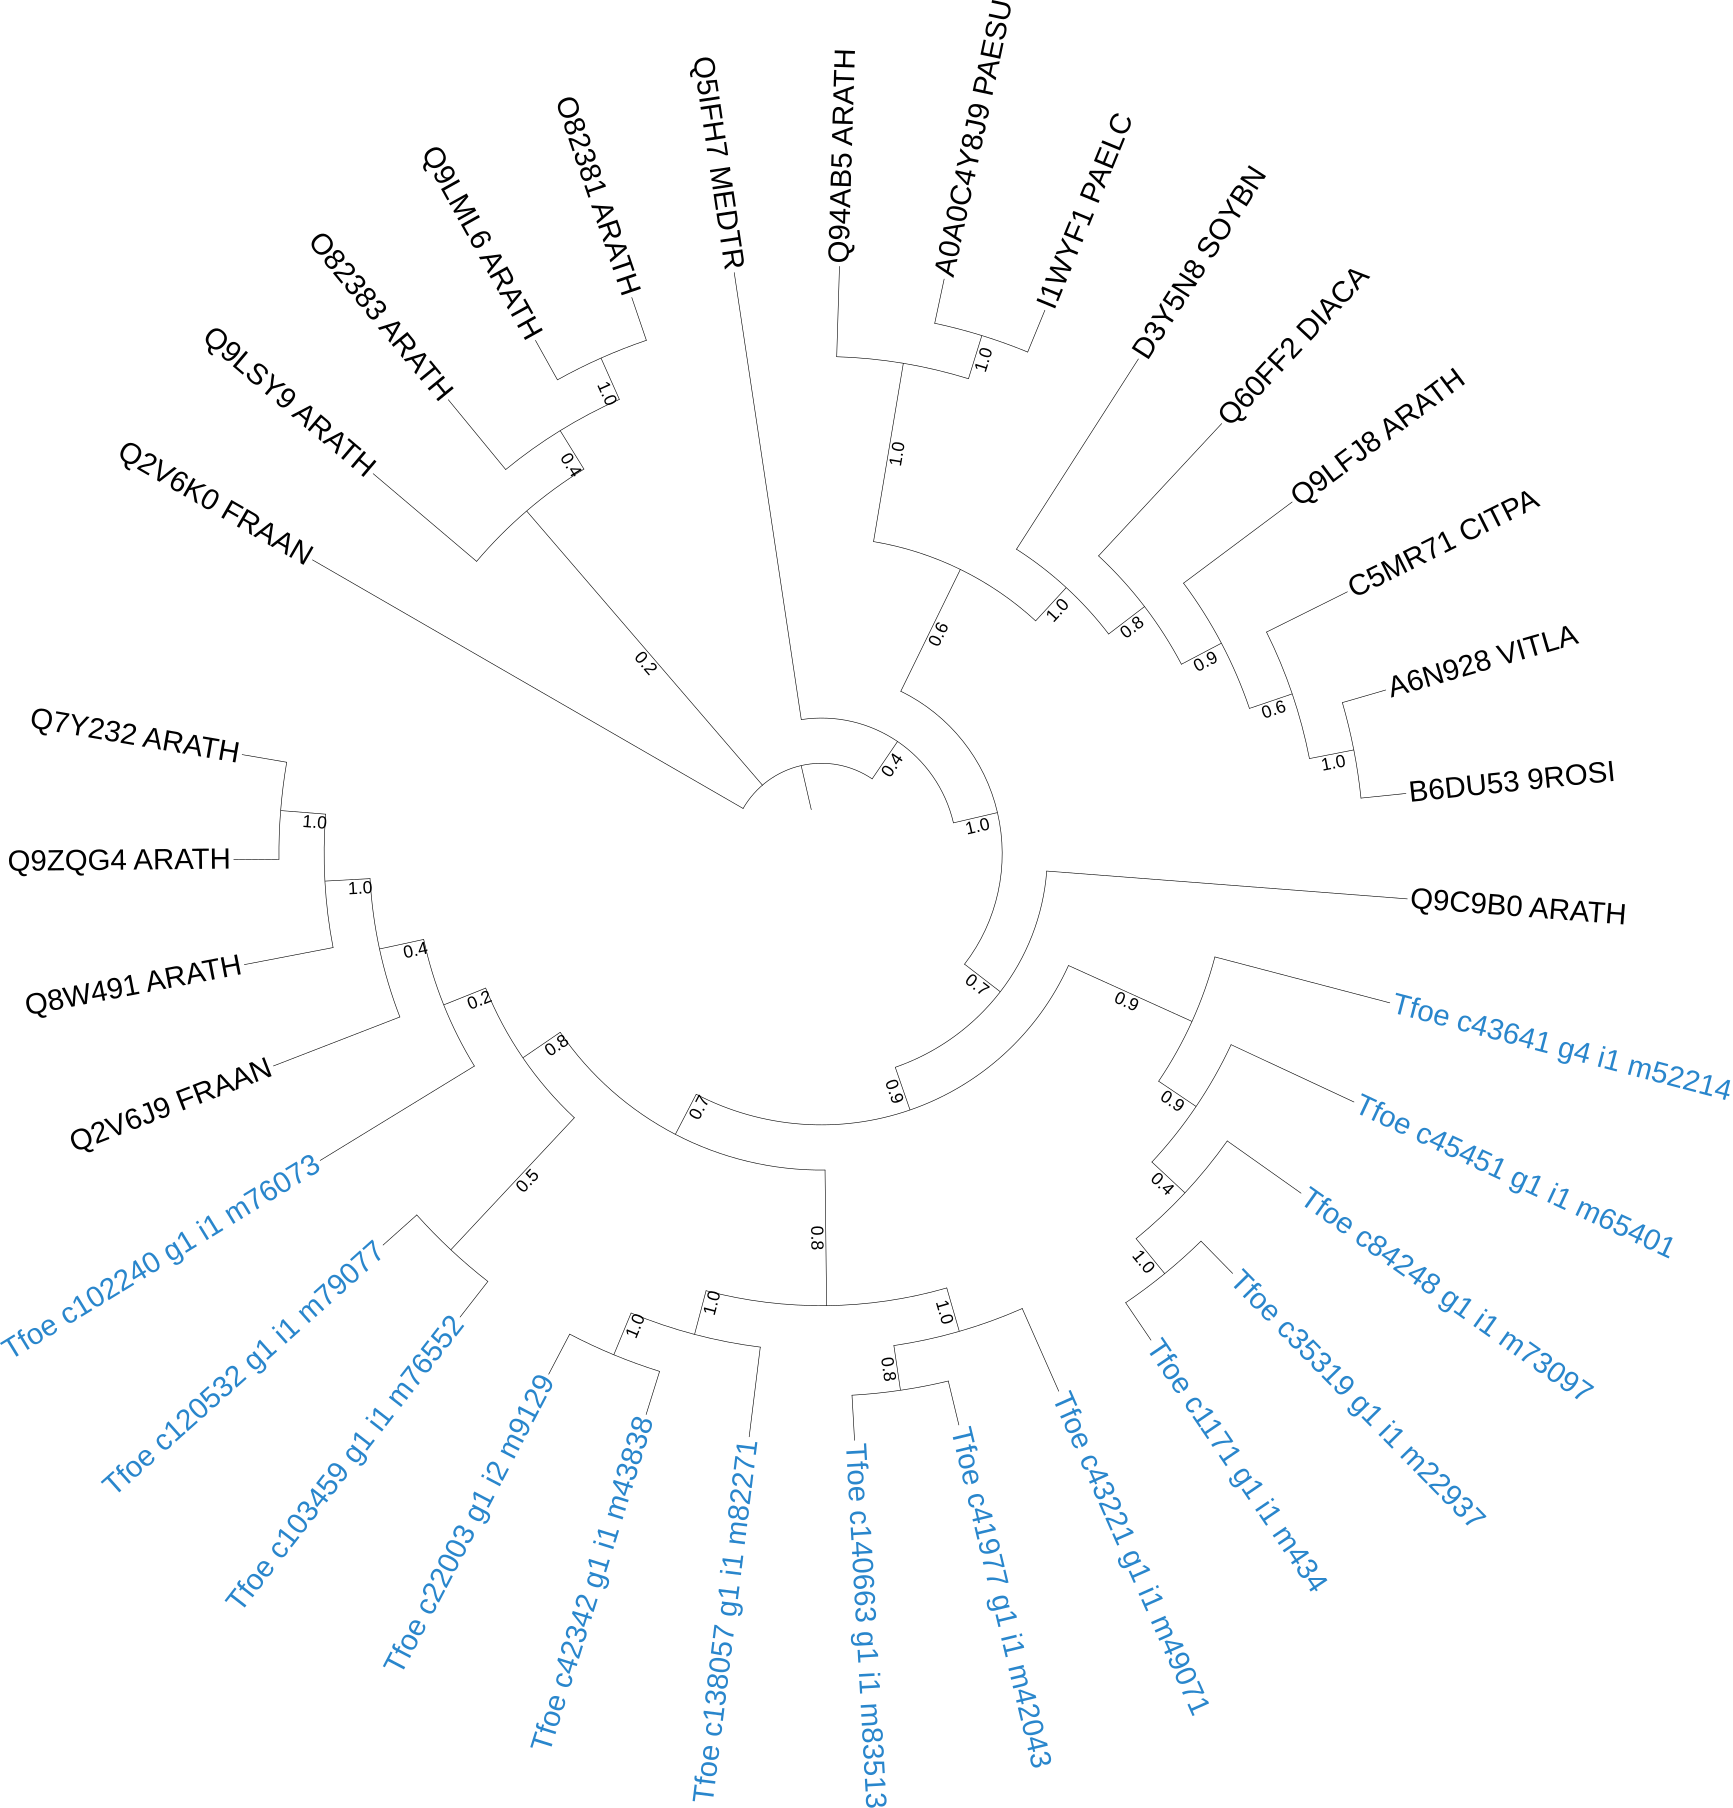 Q5IFH7 MEDTR
Q94AB5 ARATH
A0A0C4Y8J9 PAESU
I1WYF1 PAELC
D3Y5N8 SOYBN
Q60FF2 DIACA
Q9LFJ8 ARATH
C5MR71 CITPA
A6N928 VITLA
B6DU53 9ROSI
Q9C9B0 ARATH
Tfoe c43641 g4 i1 m52214
Tfoe c45451 g1 i1 m65401
Tfoe c84248 g1 i1 m73097
Tfoe c35319 g1 i1 m22937
Tfoe c1171 g1 i1 m434
Tfoe c43221 g1 i1 m49071
Tfoe c41977 g1 i1 m42043
Tfoe c140663 g1 i1 m83513
Tfoe c138057 g1 i1 m82271
Tfoe c42342 g1 i1 m43838
Tfoe c22003 g1 i2 m9129
Tfoe c103459 g1 i1 m76552
Tfoe c120532 g1 i1 m79077
Tfoe c102240 g1 i1 m76073
Q2V6J9 FRAAN
Q8W491 ARATH
Q9ZQG4 ARATH
Q7Y232 ARATH
Q2V6K0 FRAAN
Q9LSY9 ARATH
O82383 ARATH
Q9LML6 ARATH
O82381 ARATH
1.0
0.4
0.2
0.4
1.0
0.6
1.0
1.0
1.0
0.8
0.9
0.6
1.0
0.7
0.9
0.9
0.9
0.4
1.0
0.7
0.8
1.0
0.8
1.0
1.0
0.8
0.5
0.2
0.4
1.0
1.0